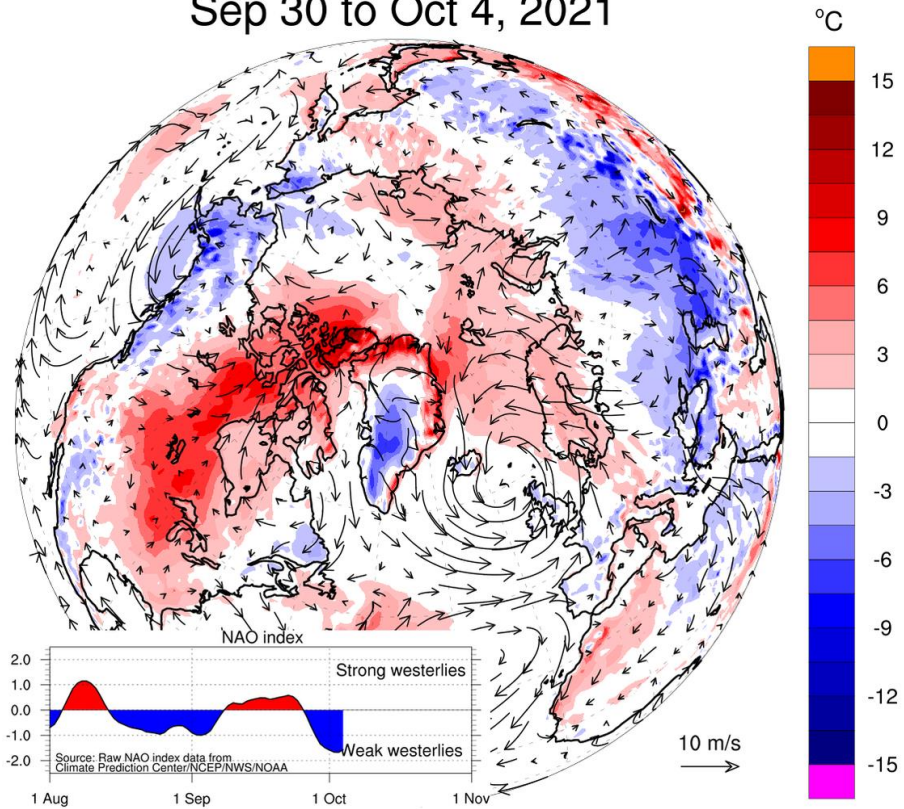 Sep 30 to Oct 4, 2021
°C
15
12
9
6
3
0
-3
-6
-9
-12
-15
10 m/s
NAO index
2.0
1.0
0.0
-1.0
-2.0
Strong westerlies
Weak westerlies
Source: Raw NAO index data from
Climate Prediction Center/NCEP/NWS/NOAA
1 Aug
1 Sep
1 Oct
1 Nov